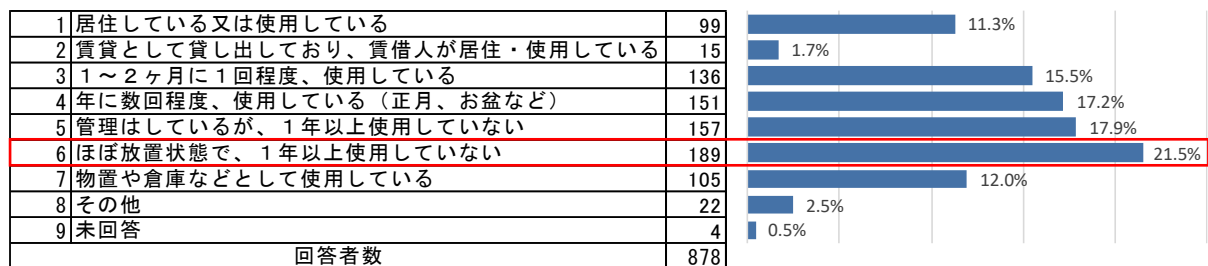 1 居住している又は使用している 99 11.3%
2 賃貸として貸し出しており、賃借人が居住・使用している 15 1.7%
3 １～２ヶ月に１回程度、使用している 136 15.5%
4 年に数回程度、使用している（正月、お盆など） 151 17.2%
5 管理はしているが、１年以上使用していない 157 17.9%
6 ほぼ放置状態で、１年以上使用していない 189 21.5%
7 物置や倉庫などとして使用している 105 12.0%
8 その他 22 2.5%
9 未回答 4 0.5%
回答者数 878